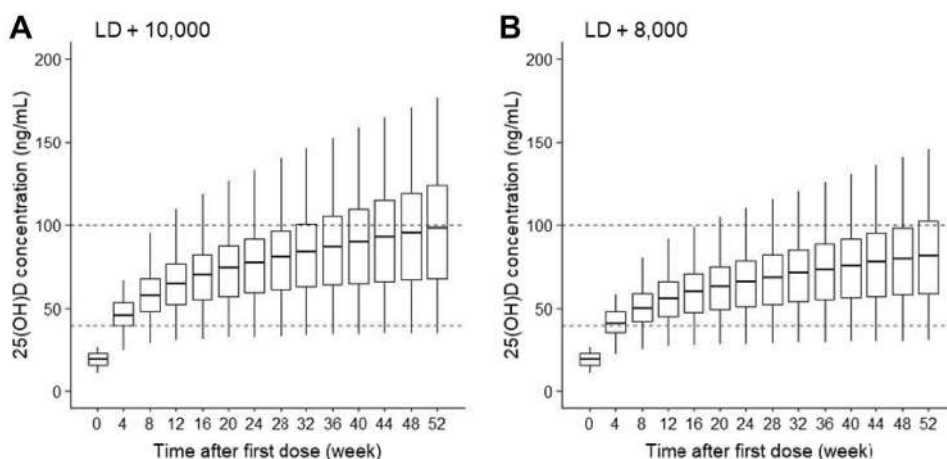 A LD + 10,000
25(OH)D concentration (ng/mL)
200
150
100
50
0
0 4 8 12 16 20 24 28 32 36 40 44 48 52
Time after first dose (week)
B LD + 8,000
25(OH)D concentration (ng/mL)
200
150
100
50
0
0 4 8 12 16 20 24 28 32 36 40 44 48 52
Time after first dose (week)